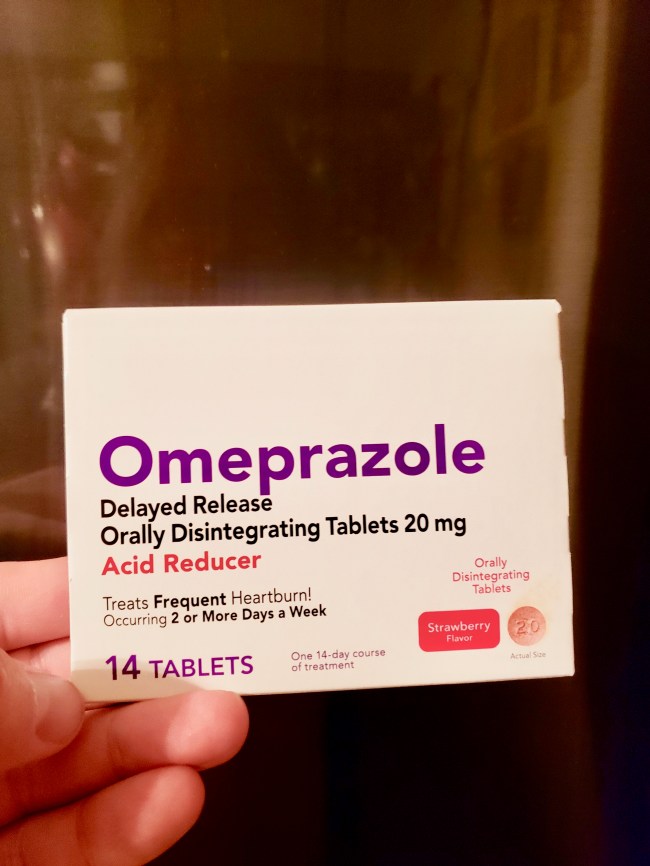 Omeprazole
Delayed Release
Orally Disintegrating Tablets 20 mg
Acid Reducer
Treats Frequent Heartburn!
Occurring 2 or More Days a Week
14 TABLETS
One 14-day course
of treatment
Orally
Disintegrating
Tablets
Strawberry
Flavor
20
Actual Size